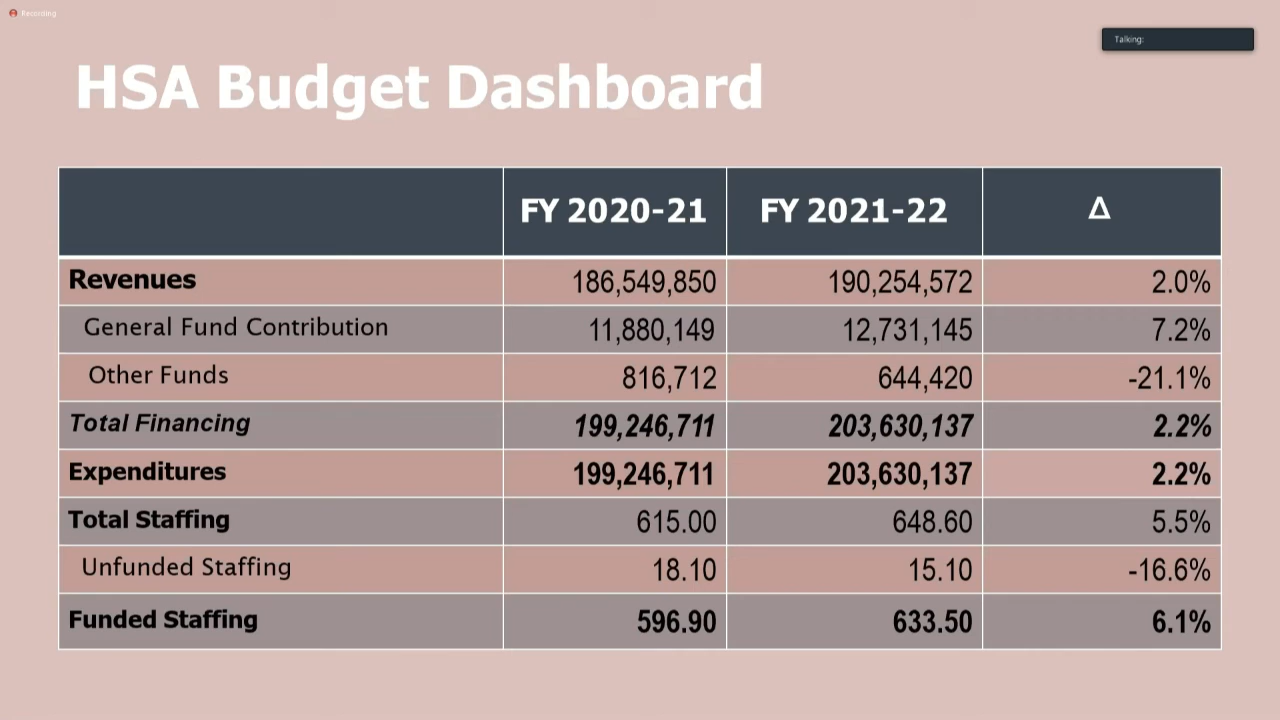 Recording
Talking:
HSA Budget Dashboard
FY 2020-21 FY 2021-22 Δ
Revenues 186,549,850 190,254,572 2.0%
General Fund Contribution 11,880,149 12,731,145 7.2%
Other Funds 816,712 644,420 -21.1%
Total Financing 199,246,711 203,630,137 2.2%
Expenditures 199,246,711 203,630,137 2.2%
Total Staffing 615.00 648.60 5.5%
Unfunded Staffing 18.10 15.10 -16.6%
Funded Staffing 596.90 633.50 6.1%